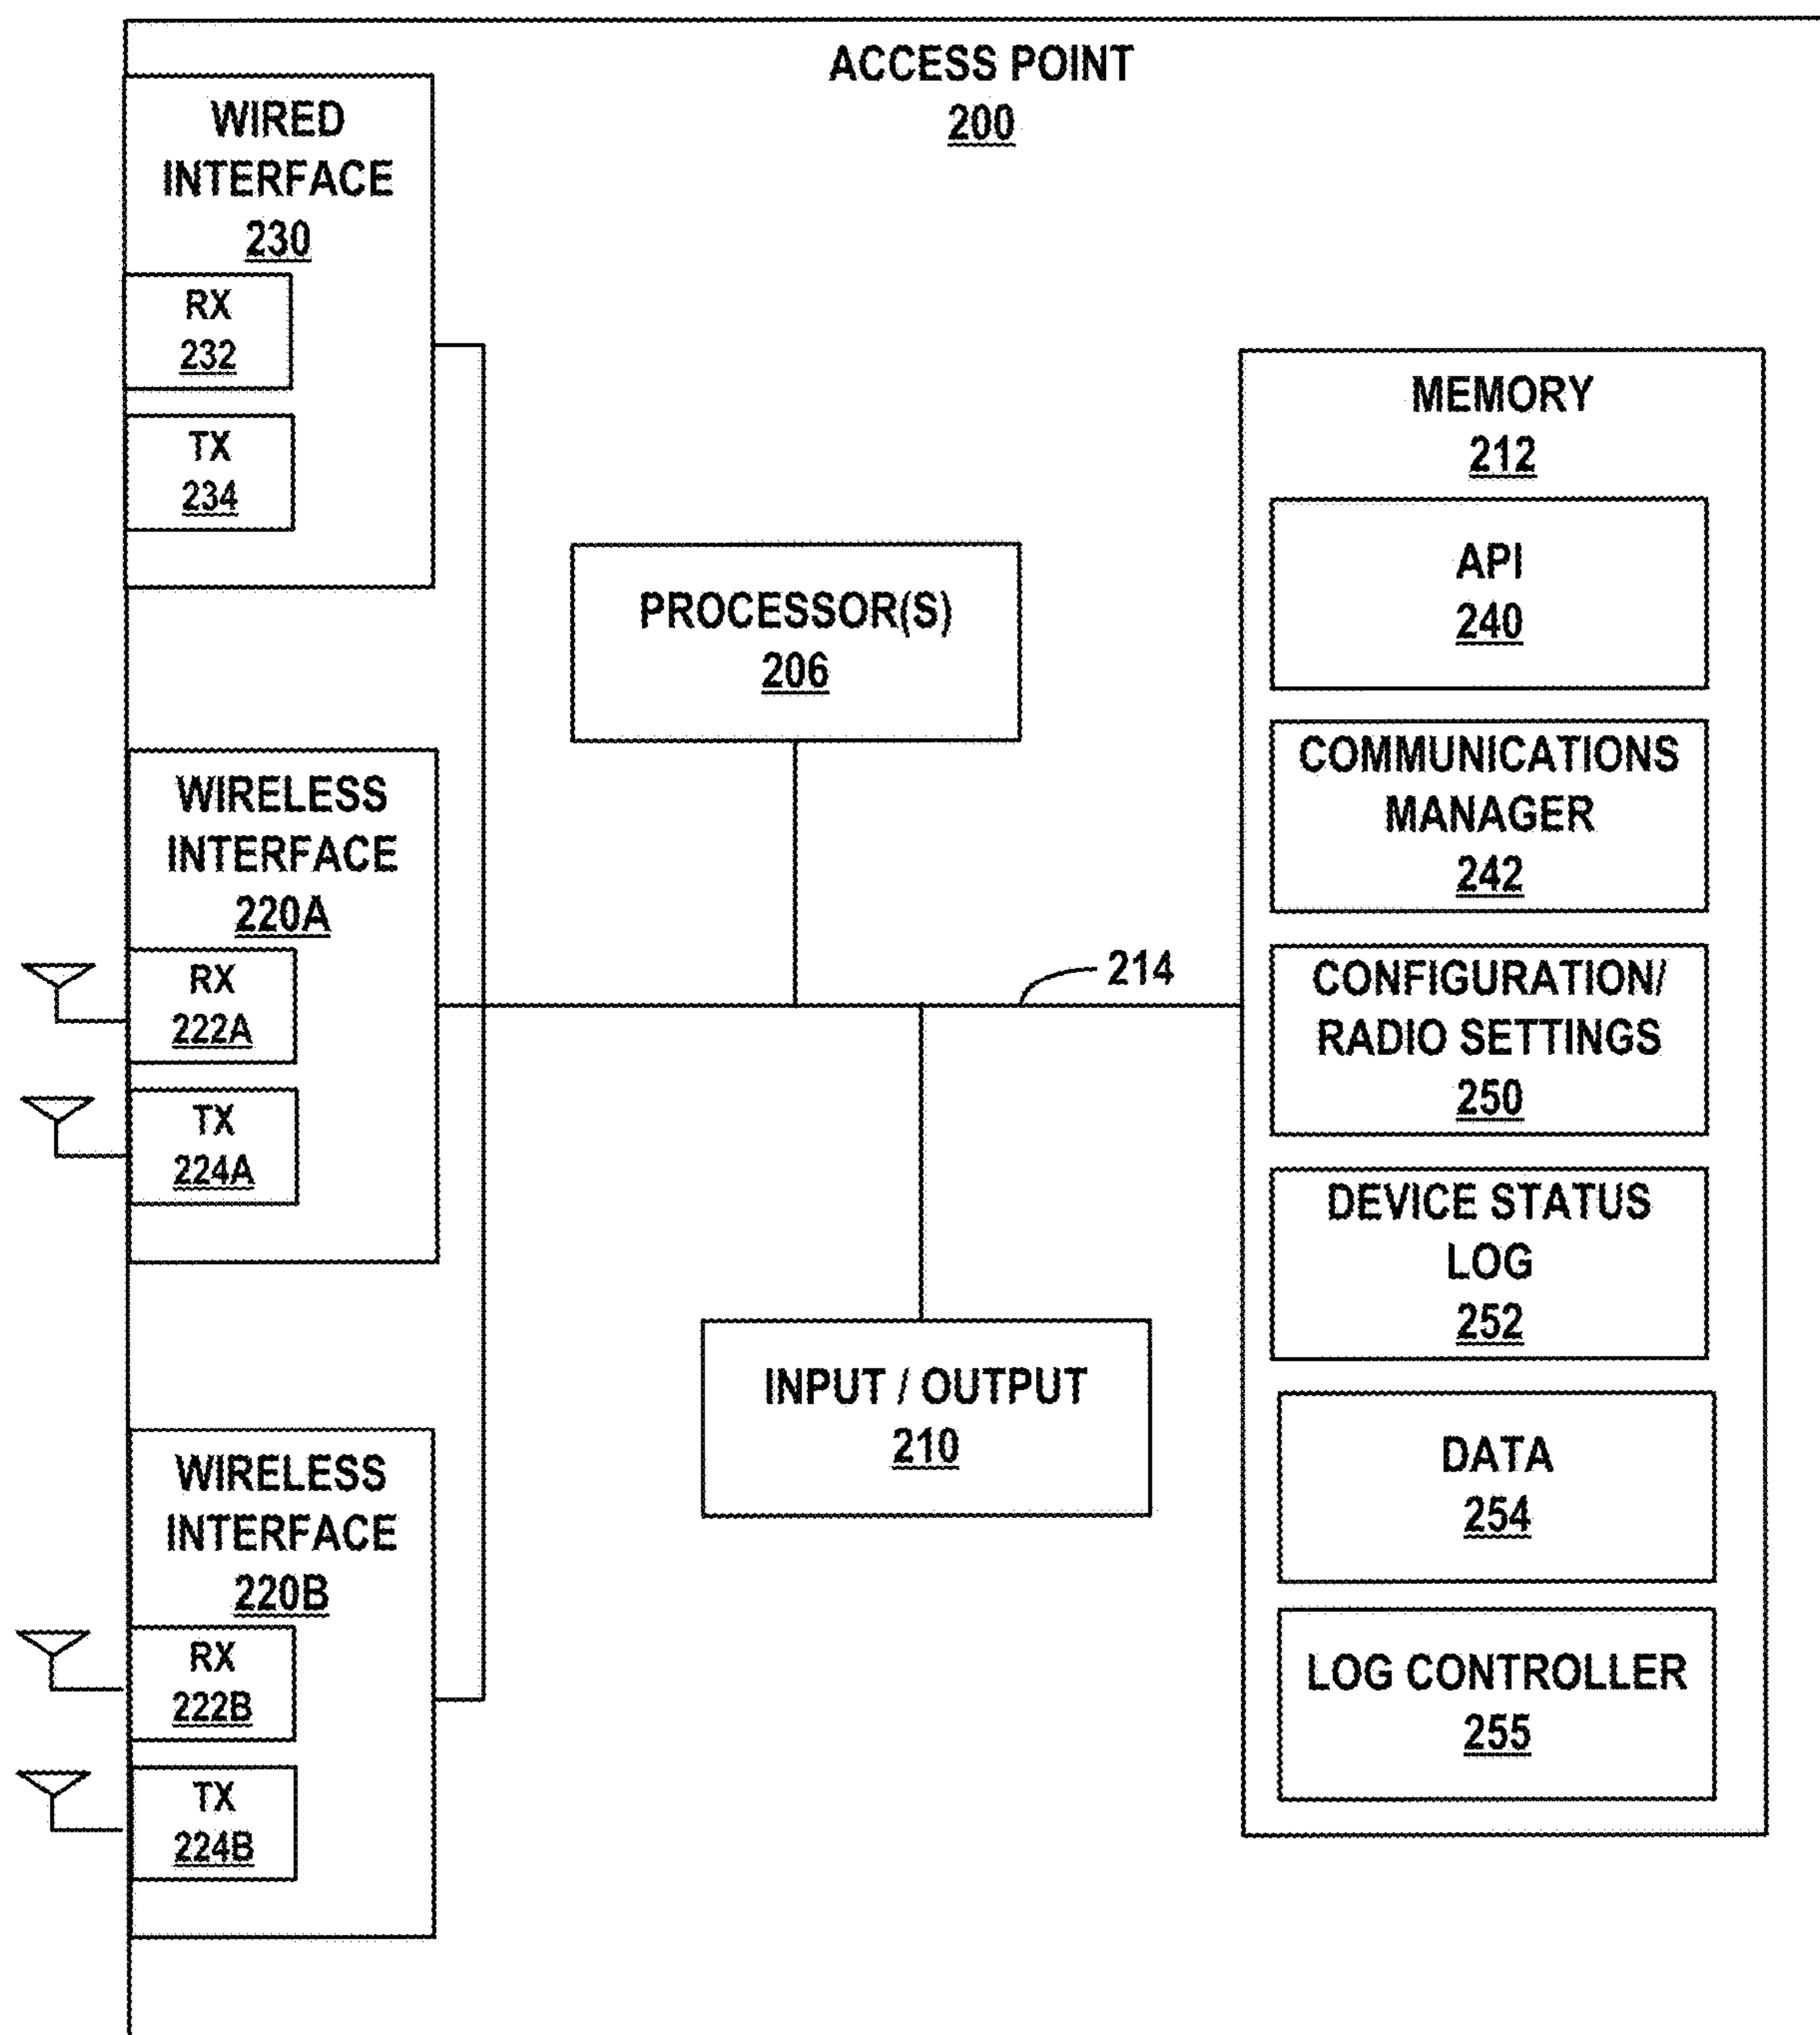 ACCESS POINT
200
WIRED
INTERFACE
230
RX
232
TX
234
WIRELESS
INTERFACE
220A
RX
222A
TX
224A
WIRELESS
INTERFACE
220B
RX
222B
TX
224B
PROCESSOR(S)
206
214
INPUT / OUTPUT
210
MEMORY
212
API
240
COMMUNICATIONS
MANAGER
242
CONFIGURATION/
RADIO SETTINGS
250
DEVICE STATUS
LOG
252
DATA
254
LOG CONTROLLER
255